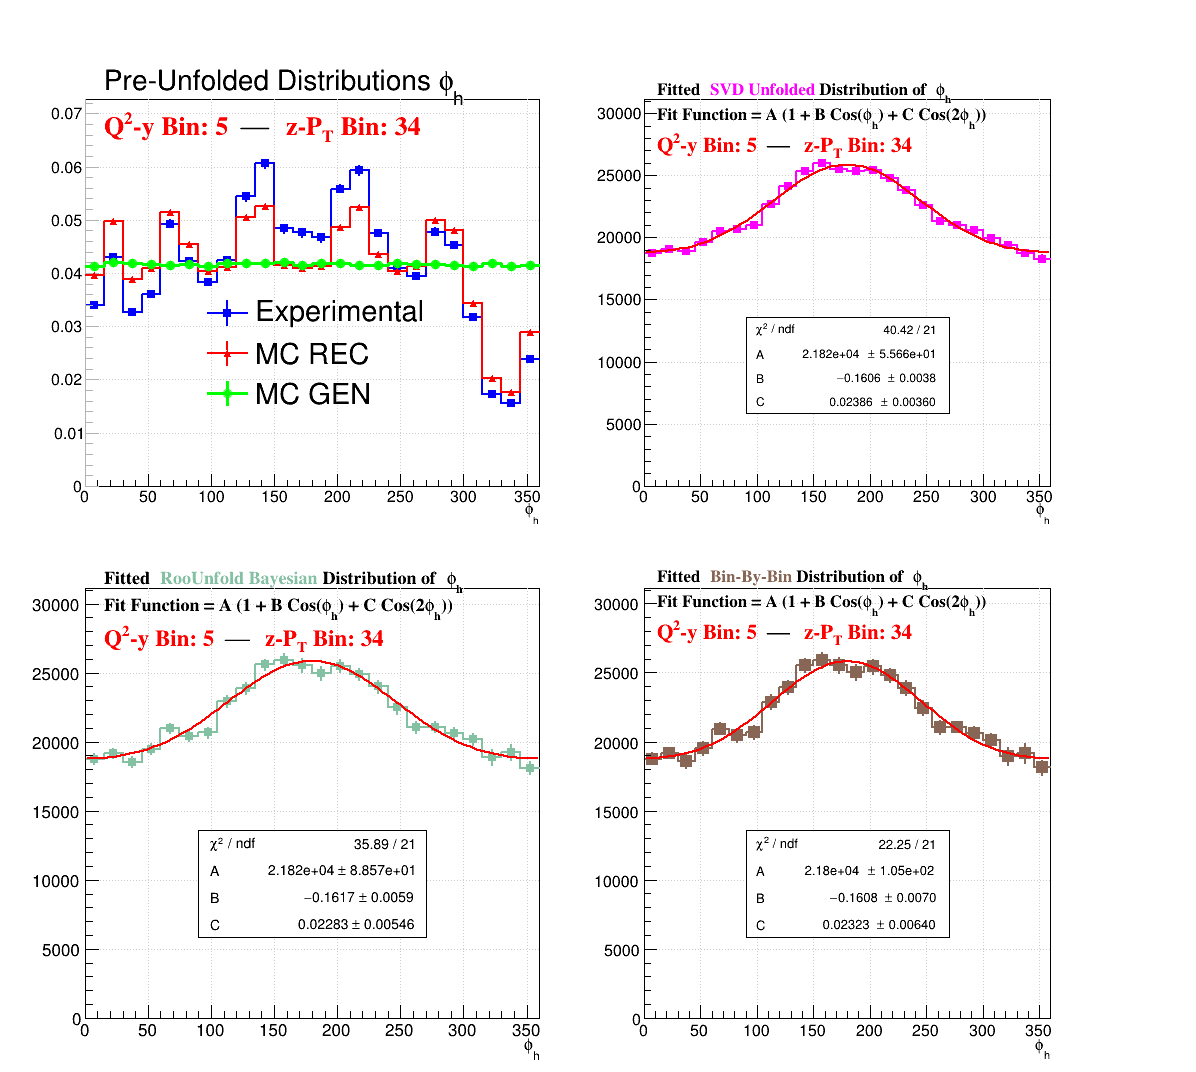 Pre-Unfolded Distributions ϕh
Q2-y Bin: 5 — z-PT Bin: 34
0.07
0.06
0.05
0.04
0.03
0.02
0.01
0
Experimental
MC REC
MC GEN
0 50 100 150 200 250 300 350
ϕh
Fitted SVD Unfolded Distribution of ϕh
Fit Function = A (1 + B Cos(ϕh) + C Cos(2ϕh))
Q2-y Bin: 5 — z-PT Bin: 34
30000
25000
20000
15000
10000
5000
0
χ2 / ndf 40.42 / 21
A 2.182e+04 ± 5.566e+01
B −0.1606 ± 0.0038
C 0.02386 ± 0.00360
0 50 100 150 200 250 300 350
ϕh
Fitted RooUnfold Bayesian Distribution of ϕh
Fit Function = A (1 + B Cos(ϕh) + C Cos(2ϕh))
Q2-y Bin: 5 — z-PT Bin: 34
30000
25000
20000
15000
10000
5000
0
χ2 / ndf 35.89 / 21
A 2.182e+04 ± 8.857e+01
B −0.1617 ± 0.0059
C 0.02283 ± 0.00546
0 50 100 150 200 250 300 350
ϕh
Fitted Bin-By-Bin Distribution of ϕh
Fit Function = A (1 + B Cos(ϕh) + C Cos(2ϕh))
Q2-y Bin: 5 — z-PT Bin: 34
30000
25000
20000
15000
10000
5000
0
χ2 / ndf 22.25 / 21
A 2.18e+04 ± 1.05e+02
B −0.1608 ± 0.0070
C 0.02323 ± 0.00640
0 50 100 150 200 250 300 350
ϕh